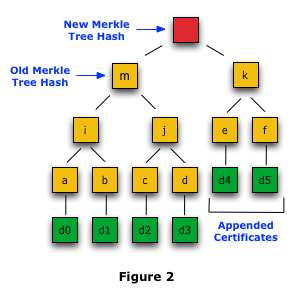 New Merkle
Tree Hash
Old Merkle
Tree Hash
m
k
i
j
e
f
a
b
c
d
d4
d5
d0
d1
d2
d3
Appended
Certificates
Figure 2